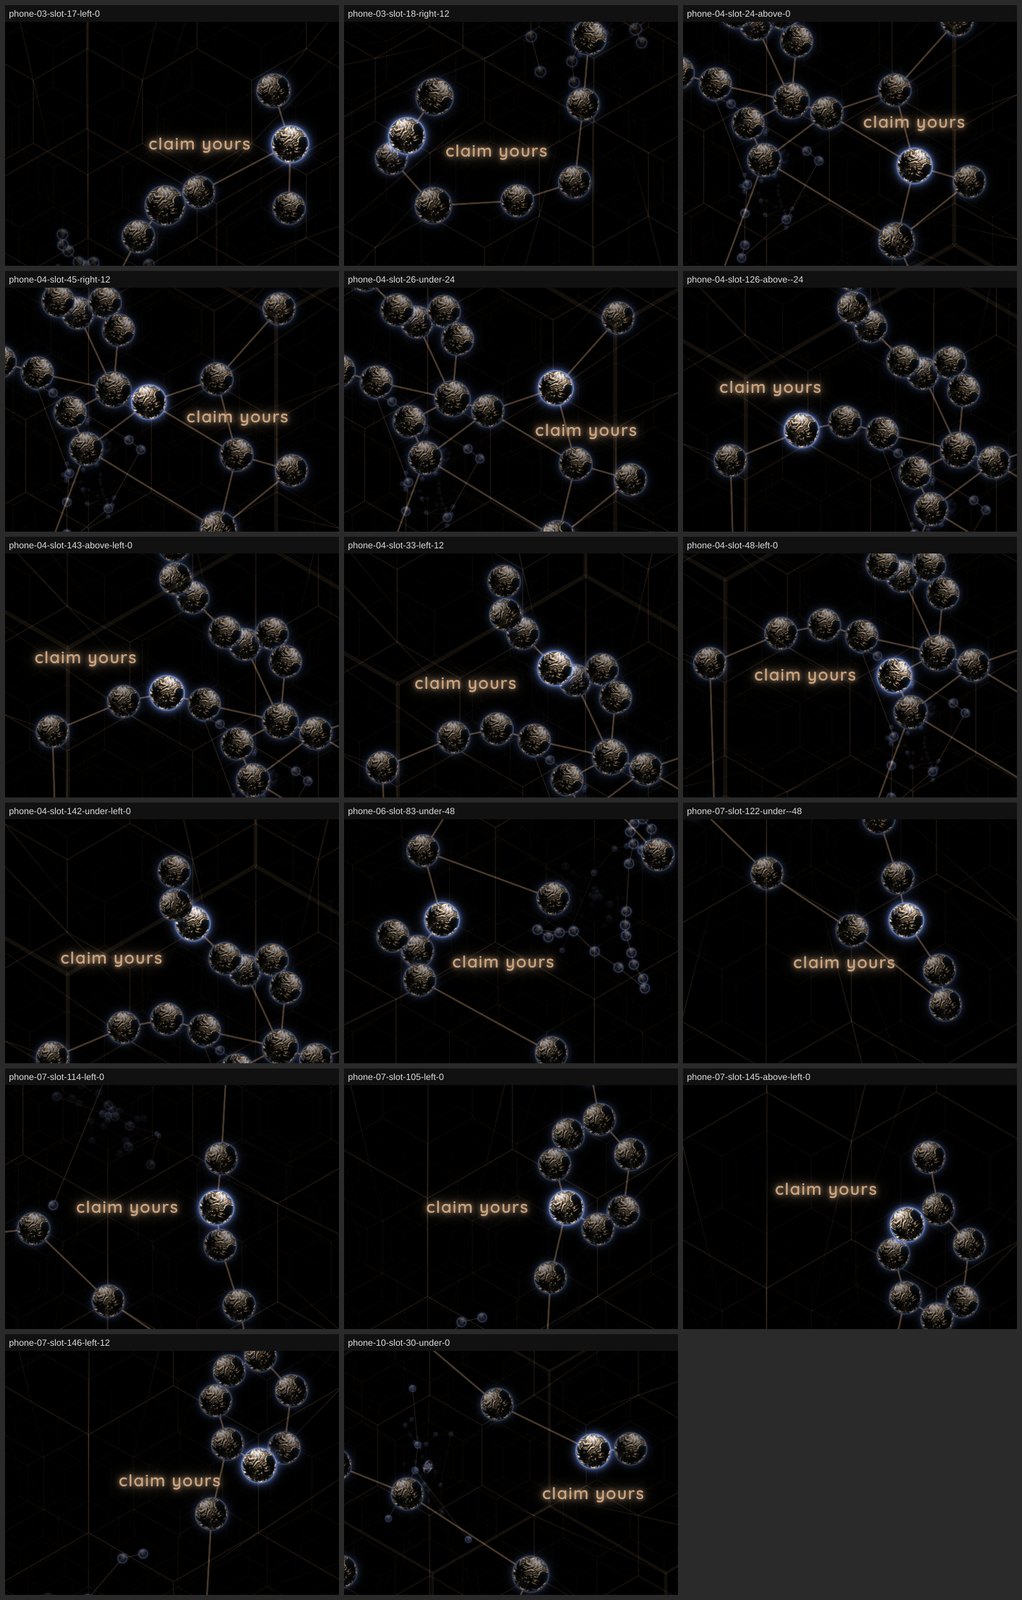 phone-03-slot-17-left-0
claim yours
phone-03-slot-18-right-12
claim yours
phone-04-slot-24-above-0
claim yours
phone-04-slot-45-right-12
claim yours
phone-04-slot-26-under-24
claim yours
phone-04-slot-126-above--24
claim yours
phone-04-slot-143-above-left-0
claim yours
phone-04-slot-33-left-12
claim yours
phone-04-slot-48-left-0
claim yours
phone-04-slot-142-under-left-0
claim yours
phone-06-slot-83-under-48
claim yours
phone-07-slot-122-under--48
claim yours
phone-07-slot-114-left-0
claim yours
phone-07-slot-105-left-0
claim yours
phone-07-slot-145-above-left-0
claim yours
phone-07-slot-146-left-12
claim yours
phone-10-slot-30-under-0
claim yours